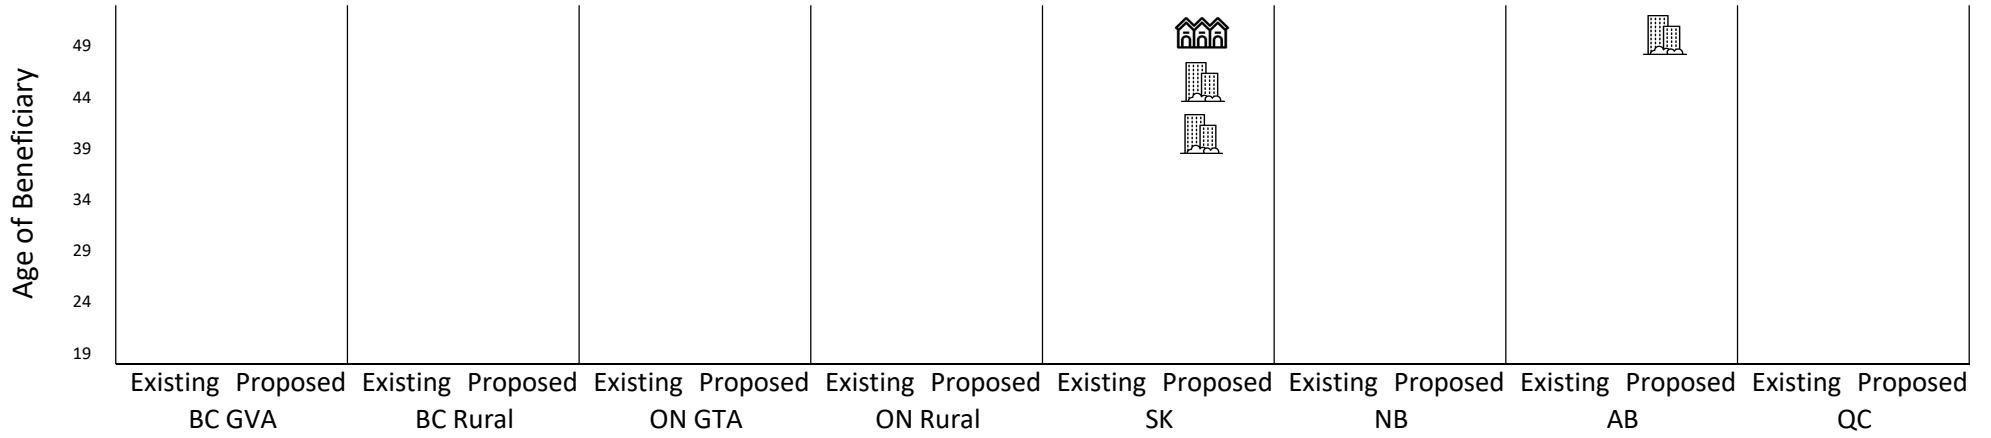 Age of Beneficiary
49
44
39
34
29
24
19
Existing Proposed Existing Proposed Existing Proposed Existing Proposed Existing Proposed Existing Proposed Existing Proposed Existing Proposed
BC GVA BC Rural ON GTA ON Rural SK NB AB QC